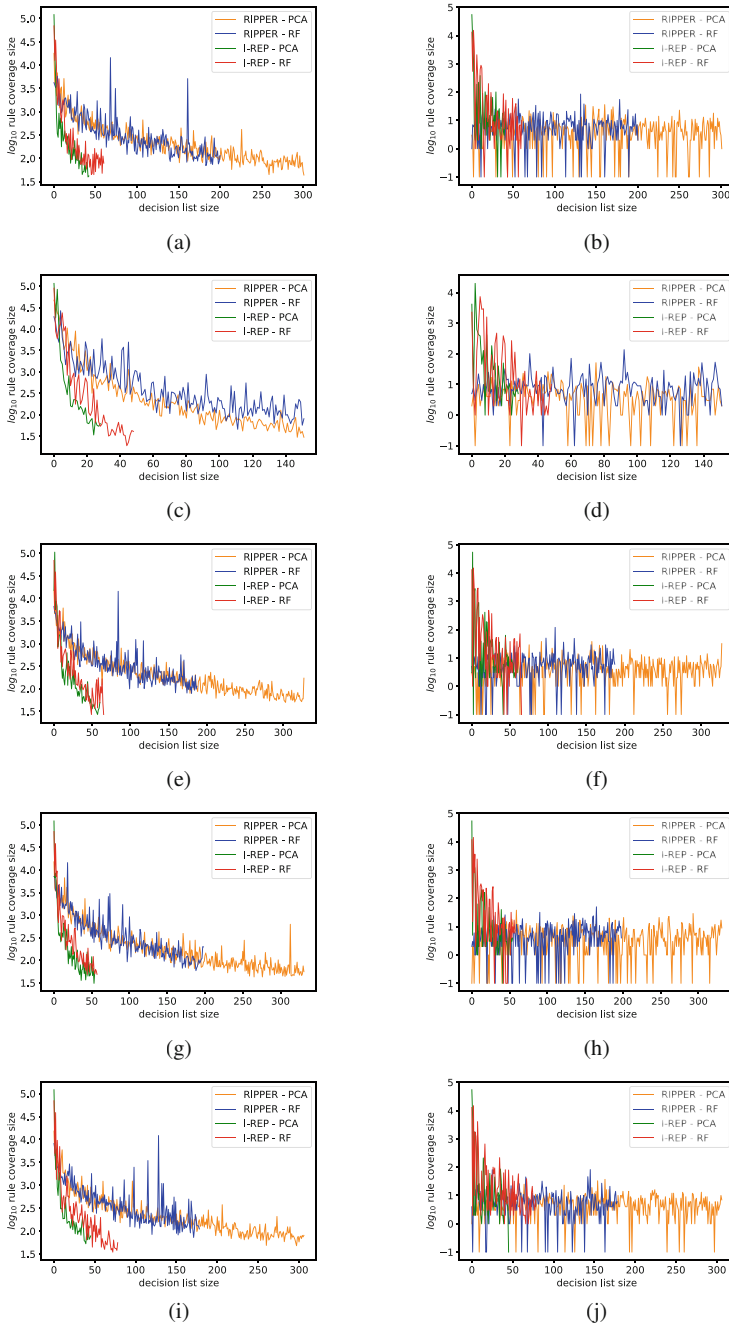 5.0
4.5
4.0
3.5
3.0
2.5
2.0
1.5
log10 rule coverage size
RIPPER - PCA
RIPPER - RF
I-REP - PCA
I-REP - RF
0 50 100 150 200 250 300
decision list size
(a)
5
4
3
2
1
0
−1
log10 rule coverage size
RIPPER - PCA
RIPPER - RF
i-REP - PCA
i-REP - RF
0 50 100 150 200 250 300
decision list size
(b)
5.0
4.5
4.0
3.5
3.0
2.5
2.0
1.5
log10 rule coverage size
RIPPER - PCA
RIPPER - RF
I-REP - PCA
I-REP - RF
0 20 40 60 80 100 120 140
decision list size
(c)
4
3
2
1
0
−1
log10 rule coverage size
RIPPER - PCA
RIPPER - RF
i-REP - PCA
i-REP - RF
0 20 40 60 80 100 120 140
decision list size
(d)
5.0
4.5
4.0
3.5
3.0
2.5
2.0
1.5
log10 rule coverage size
RIPPER - PCA
RIPPER - RF
I-REP - PCA
I-REP - RF
0 50 100 150 200 250 300
decision list size
(e)
5
4
3
2
1
0
−1
log10 rule coverage size
RIPPER - PCA
RIPPER - RF
i-REP - PCA
i-REP - RF
0 50 100 150 200 250 300
decision list size
(f)
5.0
4.5
4.0
3.5
3.0
2.5
2.0
1.5
log10 rule coverage size
RIPPER - PCA
RIPPER - RF
I-REP - PCA
I-REP - RF
0 50 100 150 200 250 300
decision list size
(g)
5
4
3
2
1
0
−1
log10 rule coverage size
RIPPER - PCA
RIPPER - RF
i-REP - PCA
i-REP - RF
0 50 100 150 200 250 300
decision list size
(h)
5.0
4.5
4.0
3.5
3.0
2.5
2.0
1.5
log10 rule coverage size
RIPPER - PCA
RIPPER - RF
I-REP - PCA
I-REP - RF
0 50 100 150 200 250 300
decision list size
(i)
5
4
3
2
1
0
−1
log10 rule coverage size
RIPPER - PCA
RIPPER - RF
i-REP - PCA
i-REP - RF
0 50 100 150 200 250 300
decision list size
(j)